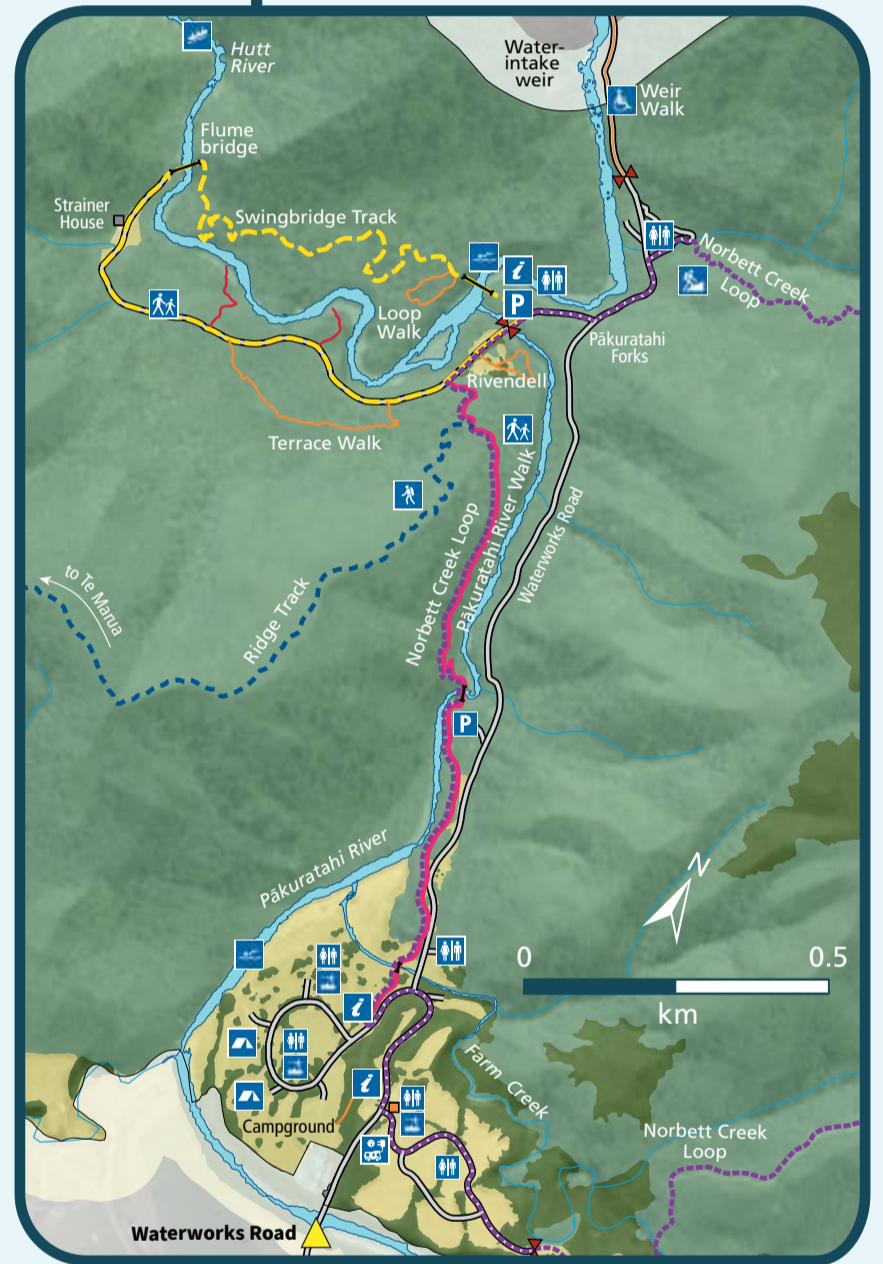 Hutt
River
Water-
intake
weir
Weir
Walk
Flume
bridge
Strainer
House
Swingbridge Track
i
P
Norbett Creek
Loop
Loop
Walk
Pākuratahi
Forks
Rivendell
Terrace Walk
Norbett Creek Loop
Pākuratahi River Walk
Waterworks Road
to Te Marua
Ridge Track
P
Pākuratahi River
N
0 0.5
km
i
i
Farm Creek
Campground
Norbett Creek
Loop
Waterworks Road